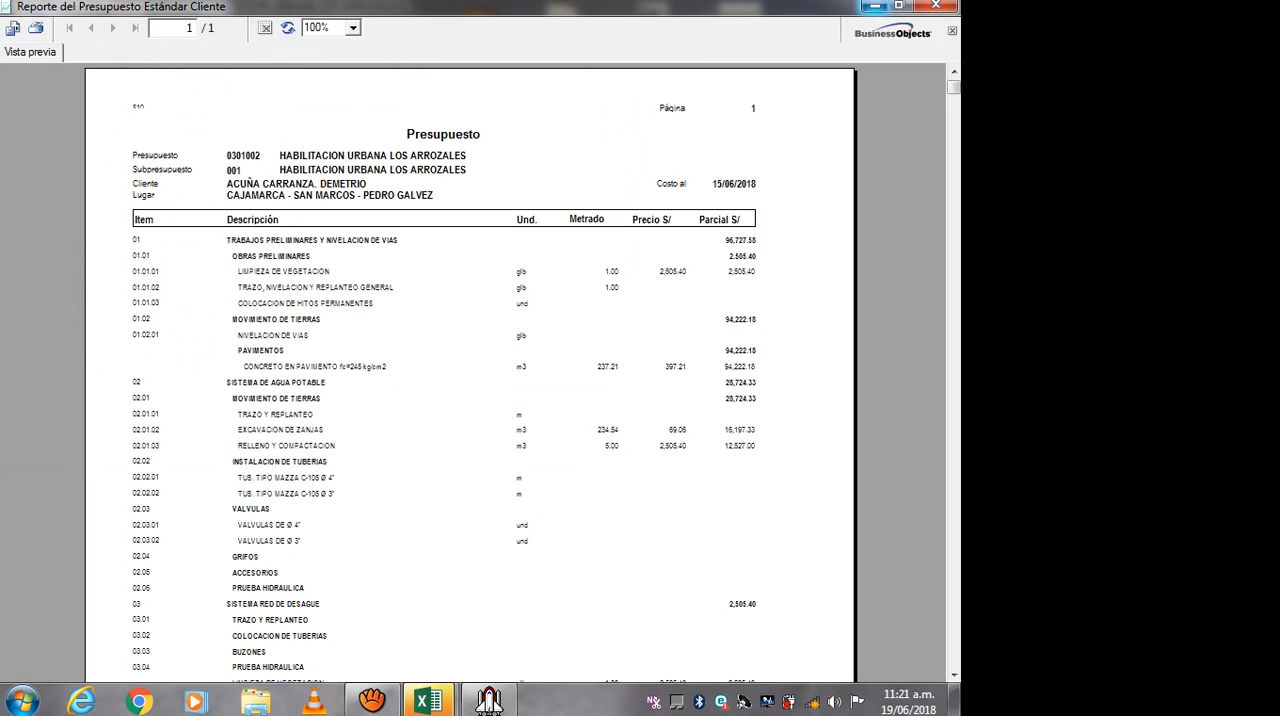 Reporte del Presupuesto Estándar Cliente
1 / 1
100%
BusinessObjects
Vista previa
S10 Página 1
Presupuesto
Presupuesto 0301002 HABILITACION URBANA LOS ARROZALES
Subpresupuesto 001 HABILITACION URBANA LOS ARROZALES
Cliente ACUÑA CARRANZA. DEMETRIO Costo al 15/06/2018
Lugar CAJAMARCA - SAN MARCOS - PEDRO GALVEZ
Item Descripción Und. Metrado Precio S/ Parcial S/
01 TRABAJOS PRELIMINARES Y NIVELACION DE VIAS 96,727.58
01.01 OBRAS PRELIMINARES 2,505.40
01.01.01 LIMPIEZA DE VEGETACION glb 1.00 2,505.40 2,505.40
01.01.02 TRAZO, NIVELACION Y REPLANTEO GENERAL glb 1.00
01.01.03 COLOCACION DE HITOS PERMANENTES und
01.02 MOVIMIENTO DE TIERRAS 94,222.18
01.02.01 NIVELACION DE VIAS glb
PAVIMENTOS 94,222.18
CONCRETO EN PAVIMENTO fc=245 kg/cm2 m3 237.21 397.21 94,222.18
02 SISTEMA DE AGUA POTABLE 28,724.33
02.01 MOVIMIENTO DE TIERRAS 28,724.33
02.01.01 TRAZO Y REPLANTEO m
02.01.02 EXCAVACION DE ZANJAS m3 234.54 69.06 16,197.33
02.01.03 RELLENO Y COMPACTACION m3 5.00 2,505.40 12,527.00
02.02 INSTALACION DE TUBERIAS
02.02.01 TUB. TIPO MAZZA C-105 Ø 4" m
02.02.02 TUB. TIPO MAZZA C-105 Ø 3" m
02.03 VALVULAS
02.03.01 VALVULAS DE Ø 4" und
02.03.02 VALVULAS DE Ø 3" und
02.04 GRIFOS
02.05 ACCESORIOS
02.06 PRUEBA HIDRAULICA
03 SISTEMA RED DE DESAGUE 2,505.40
03.01 TRAZO Y REPLANTEO
03.02 COLOCACION DE TUBERIAS
03.03 BUZONES
03.04 PRUEBA HIDRAULICA
11:21 a.m.
19/06/2018